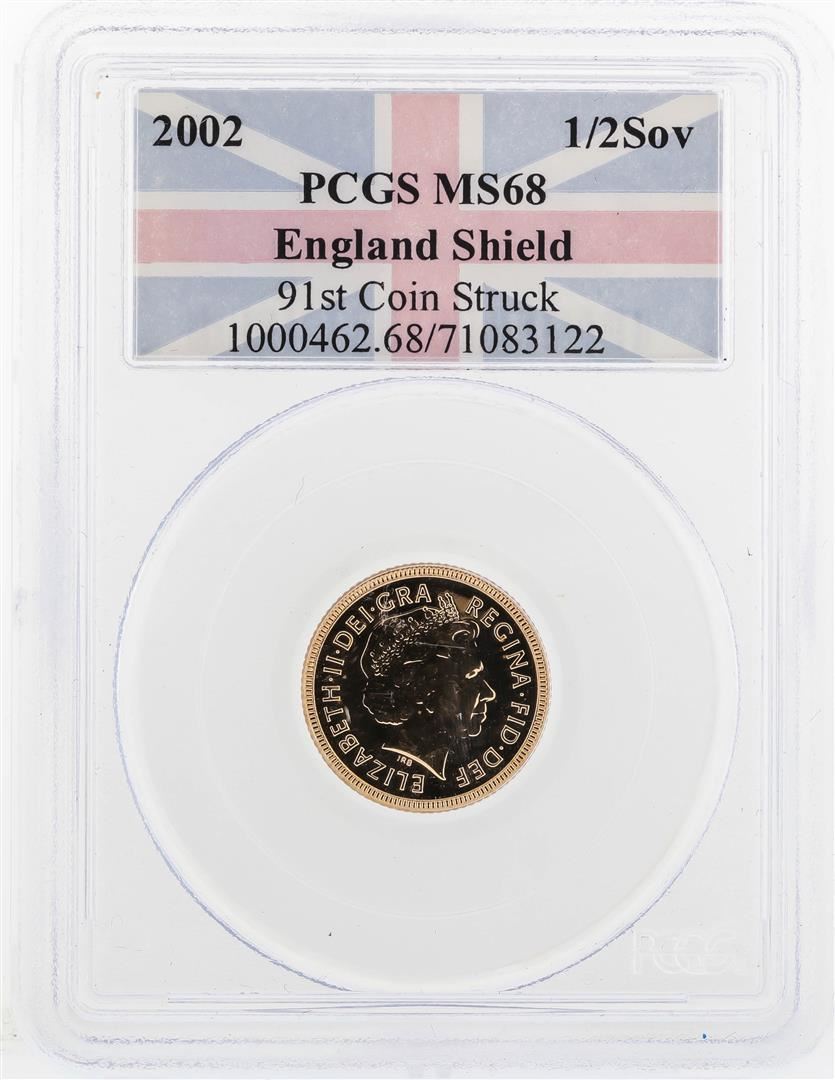 2002 1/2Sov
PCGS MS68
England Shield
91st Coin Struck
1000462.68/71083122
ELIZABETH·II·DEI·GRA REGINA·FID·DEF
IRB
PCGS